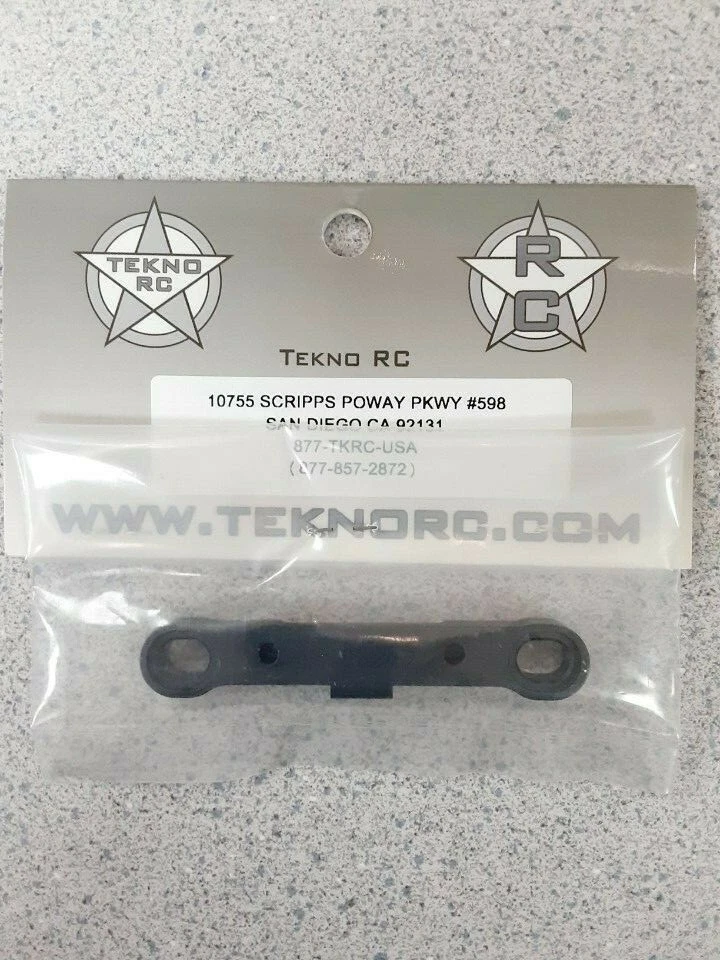 TEKNO
RC
R
C
TEKNO RC
10755 SCRIPPS POWAY PKWY #598
SAN DIEGO CA 92131
877-TKRC-USA
(877-857-2872)
WWW.TEKNORC.COM